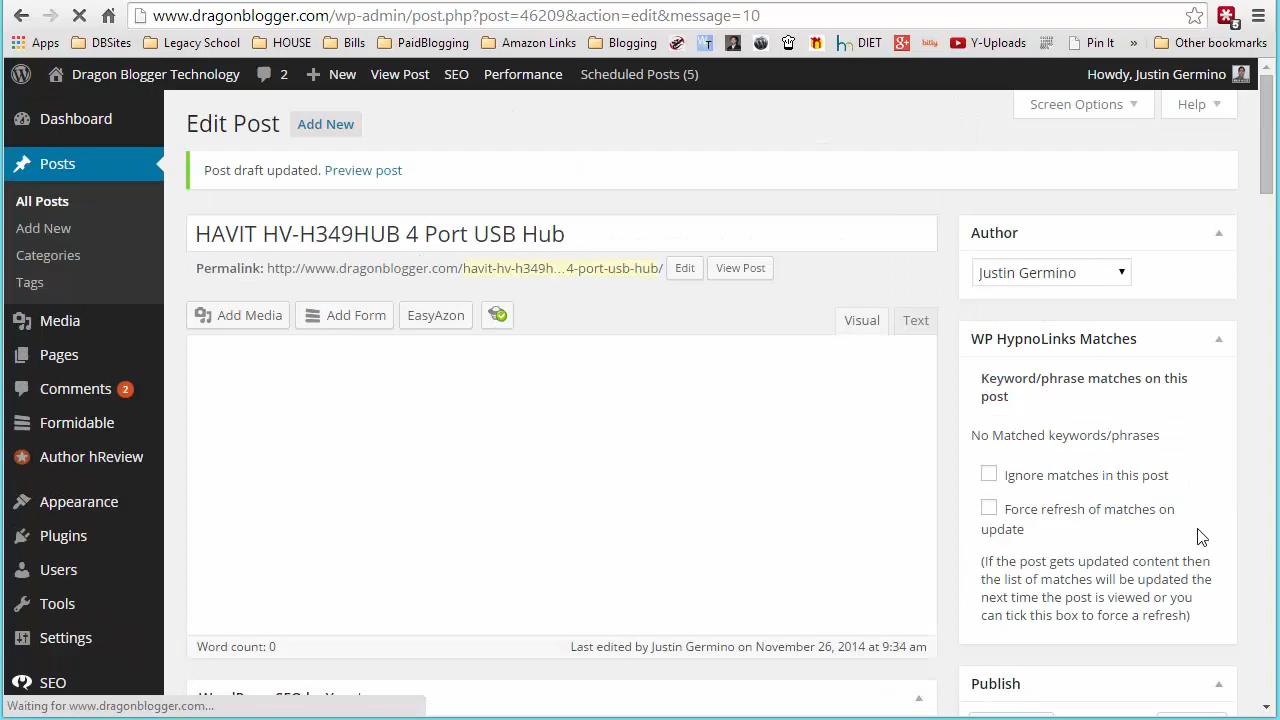 www.dragonblogger.com/wp-admin/post.php?post=46209&action=edit&message=10
5
Apps DBSites Legacy School HOUSE Bills PaidBlogging Amazon Links Blogging DIET bitly Y-Uploads Pin It » Other bookmarks
Dragon Blogger Technology 2 New View Post SEO Performance Scheduled Posts (5) Howdy, Justin Germino
Screen Options Help
Dashboard
Posts
All Posts
Add New
Categories
Tags
Media
Pages
Comments 2
Formidable
Author hReview
Appearance
Plugins
Users
Tools
Settings
SEO
Edit Post Add New
Post draft updated. Preview post
HAVIT HV-H349HUB 4 Port USB Hub
Permalink: http://www.dragonblogger.com/havit-hv-h349h...4-port-usb-hub/ Edit View Post
Add Media Add Form EasyAzon
Visual Text
Word count: 0 Last edited by Justin Germino on November 26, 2014 at 9:34 am
Author
Justin Germino
WP HypnoLinks Matches
Keyword/phrase matches on this
post
No Matched keywords/phrases
Ignore matches in this post
Force refresh of matches on
update
(If the post gets updated content then
the list of matches will be updated the
next time the post is viewed or you
can tick this box to force a refresh)
Publish
Waiting for www.dragonblogger.com...